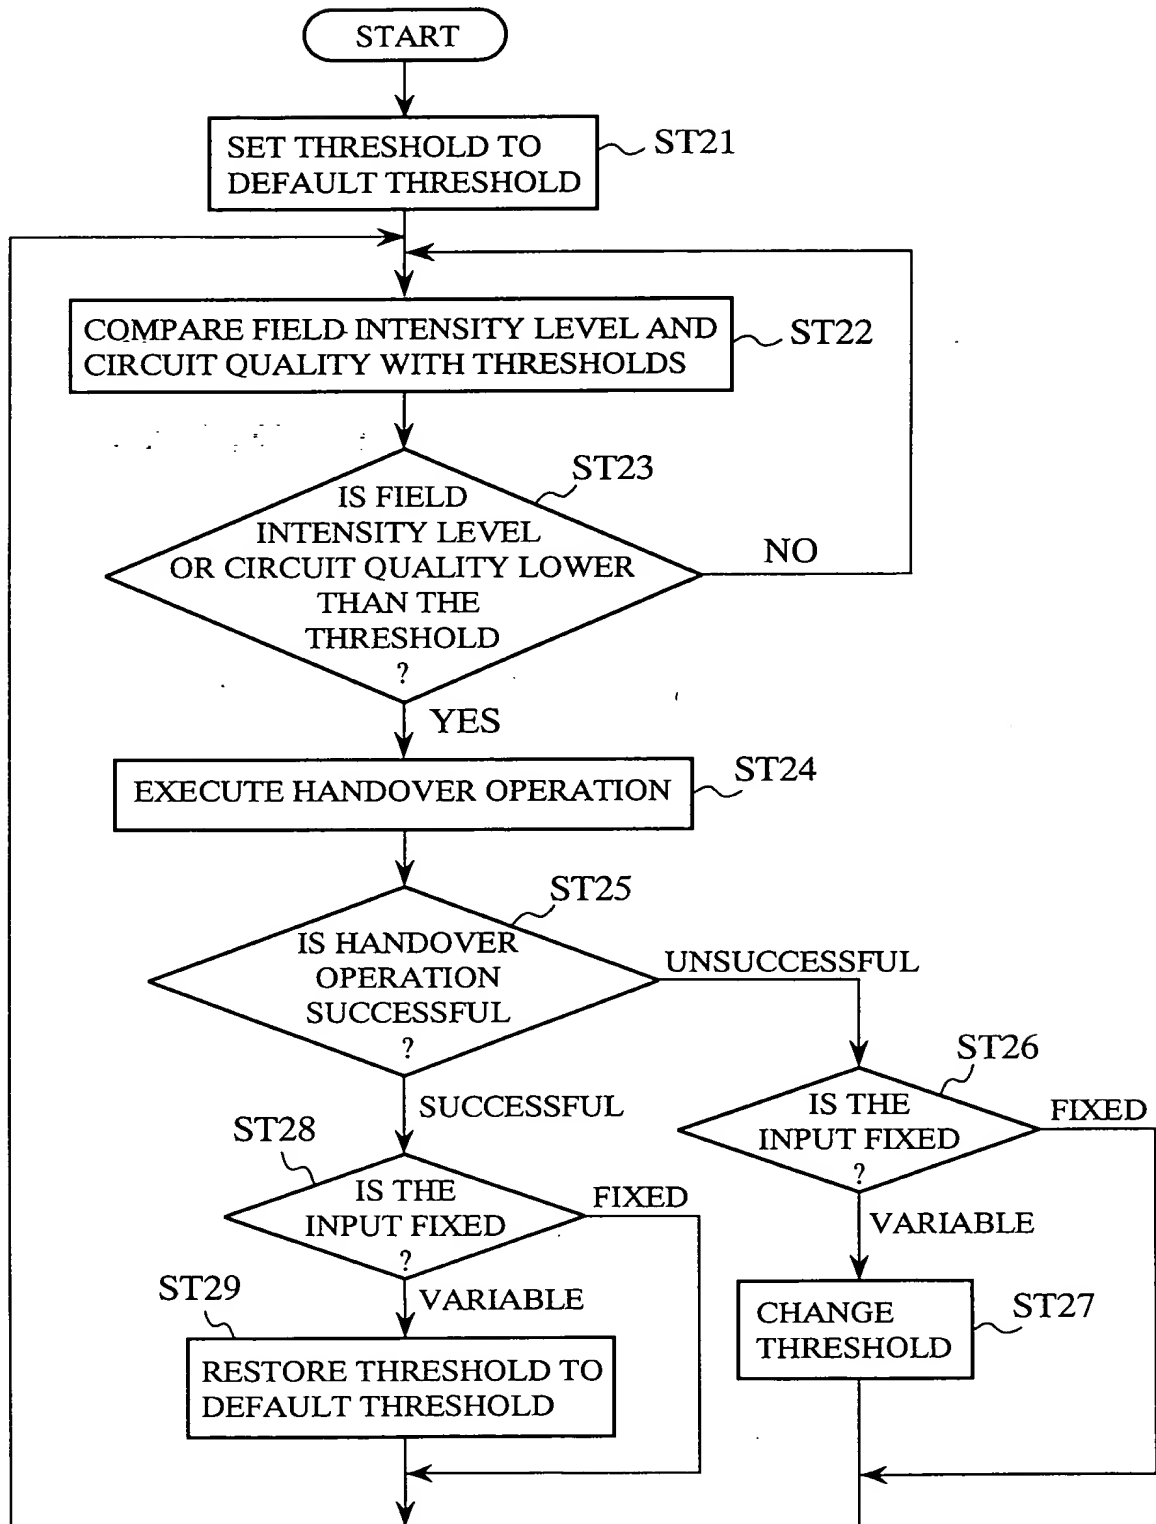 START
SET THRESHOLD TO
DEFAULT THRESHOLD
ST21
COMPARE FIELD INTENSITY LEVEL AND
CIRCUIT QUALITY WITH THRESHOLDS
ST22
ST23
IS FIELD
INTENSITY LEVEL
OR CIRCUIT QUALITY LOWER
THAN THE
THRESHOLD
?
NO
YES
EXECUTE HANDOVER OPERATION
ST24
ST25
IS HANDOVER
OPERATION
SUCCESSFUL
?
UNSUCCESSFUL
SUCCESSFUL
ST26
IS THE
INPUT FIXED
?
FIXED
VARIABLE
CHANGE
THRESHOLD
ST27
ST28
IS THE
INPUT FIXED
?
FIXED
VARIABLE
ST29
RESTORE THRESHOLD TO
DEFAULT THRESHOLD